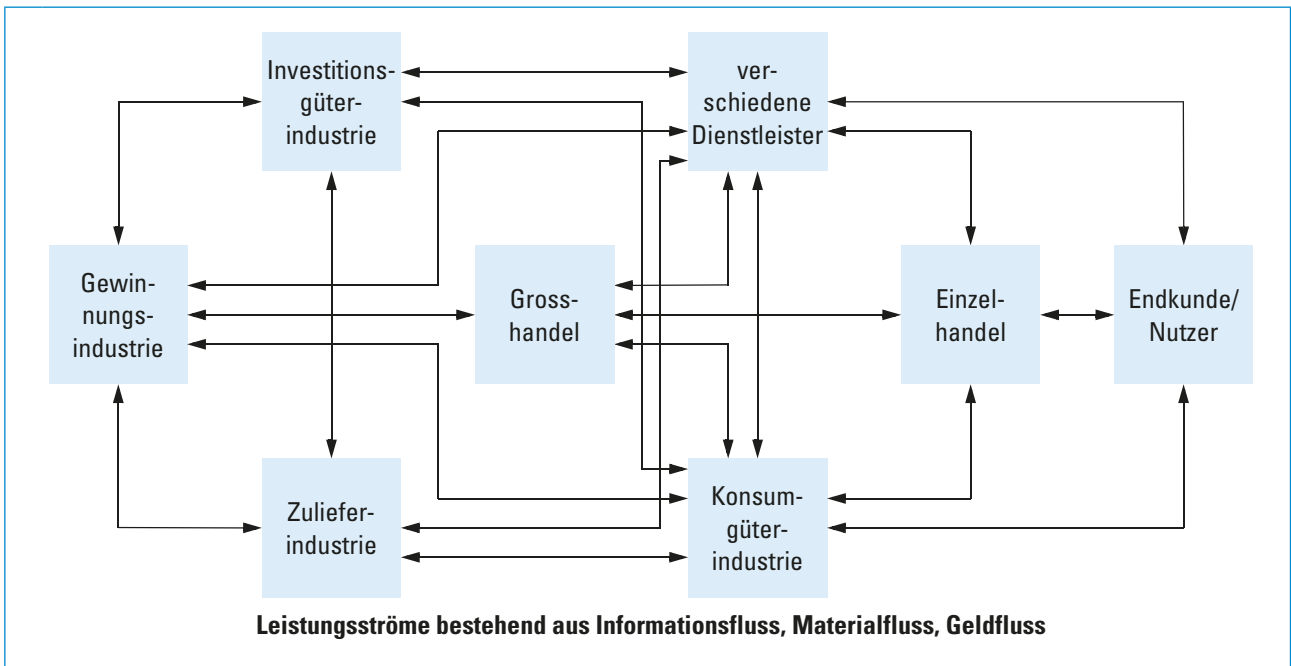 Investitions-
güter-
industrie
ver-
schiedene
Dienstleister
Gewin-
nungs-
industrie
Gross-
handel
Einzel-
handel
Endkunde/
Nutzer
Zuliefer-
industrie
Konsum-
güter-
industrie
Leistungsströme bestehend aus Informationsfluss, Materialfluss, Geldfluss